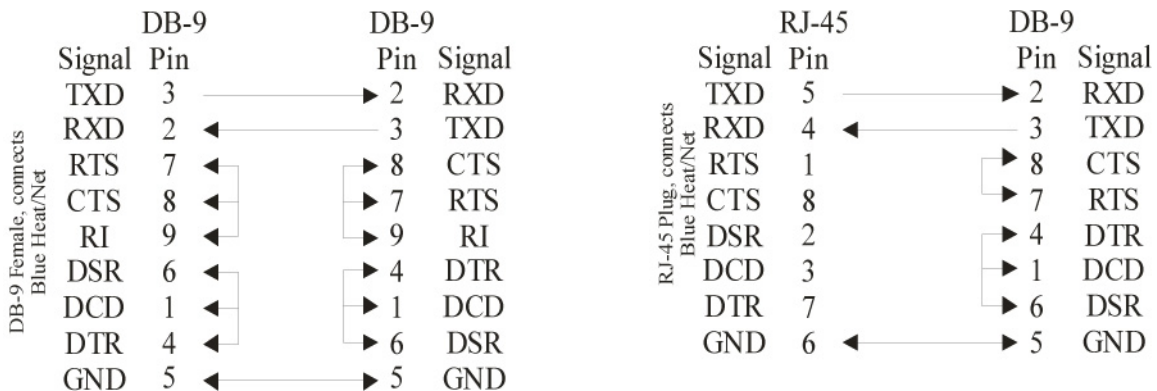 DB-9 DB-9
Signal Pin Pin Signal
TXD 3 2 RXD
RXD 2 3 TXD
RTS 7 8 CTS
CTS 8 7 RTS
RI 9 9 RI
DSR 6 4 DTR
DCD 1 1 DCD
DTR 4 6 DSR
GND 5 5 GND
DB-9 Female, connects
Blue Heat/Net
RJ-45 DB-9
Signal Pin Pin Signal
TXD 5 2 RXD
RXD 4 3 TXD
RTS 1 8 CTS
CTS 8 7 RTS
DSR 2 4 DTR
DCD 3 1 DCD
DTR 7 6 DSR
GND 6 5 GND
RJ-45 Plug, connects
Blue Heat/Net